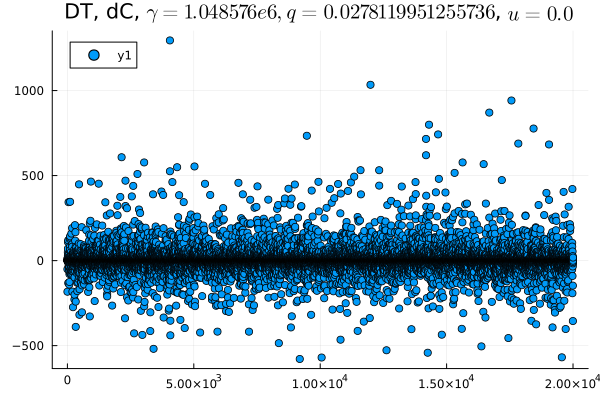 DT, dC, γ = 1.048576e6, q = 0.0278119951255736, u = 0.0
y1
1000
500
0
−500
0 5.00×10³ 1.00×10⁴ 1.50×10⁴ 2.00×10⁴